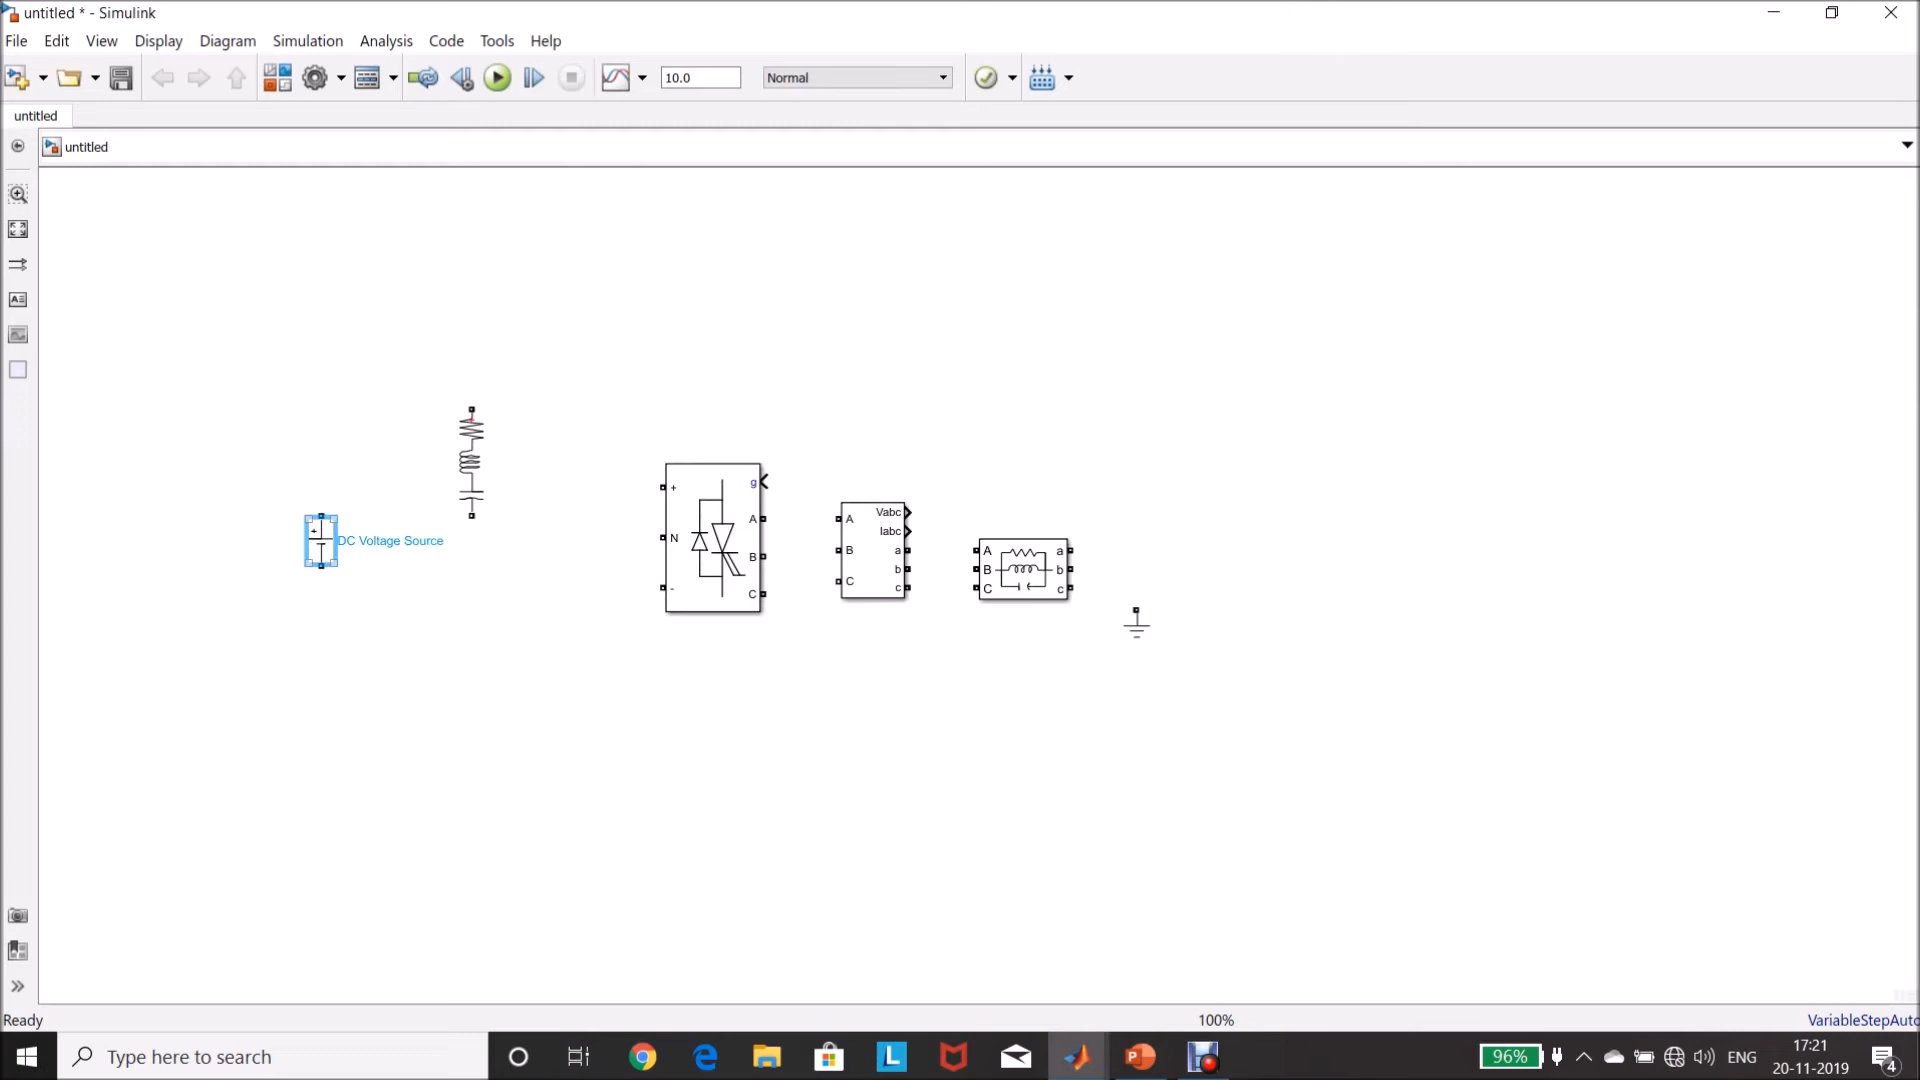 untitled * - Simulink
File Edit View Display Diagram Simulation Analysis Code Tools Help
10.0 Normal
untitled
untitled
DC Voltage Source
+
+ g
A
N
B
-
C
A Vabc
Iabc
B a
b
C c
A a
B b
C c
Ready 100% VariableStepAuto
Type here to search
L
P
96% ENG 17:21
20-11-2019
4